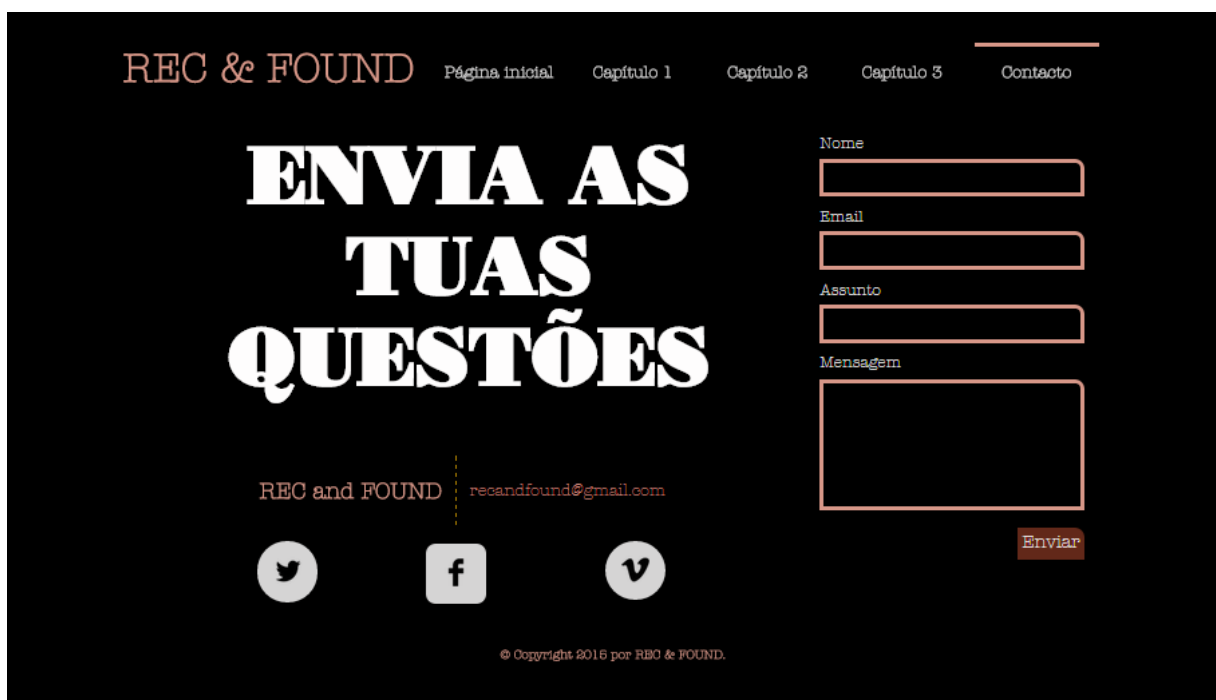 REC & FOUND
Página inicial
Capítulo 1
Capítulo 2
Capítulo 3
Contacto
ENVIA AS
TUAS
QUESTÕES
REC and FOUND
recandfound@gmail.com
Nome
Email
Assunto
Mensagem
Enviar
© Copyright 2015 por REC & FOUND.